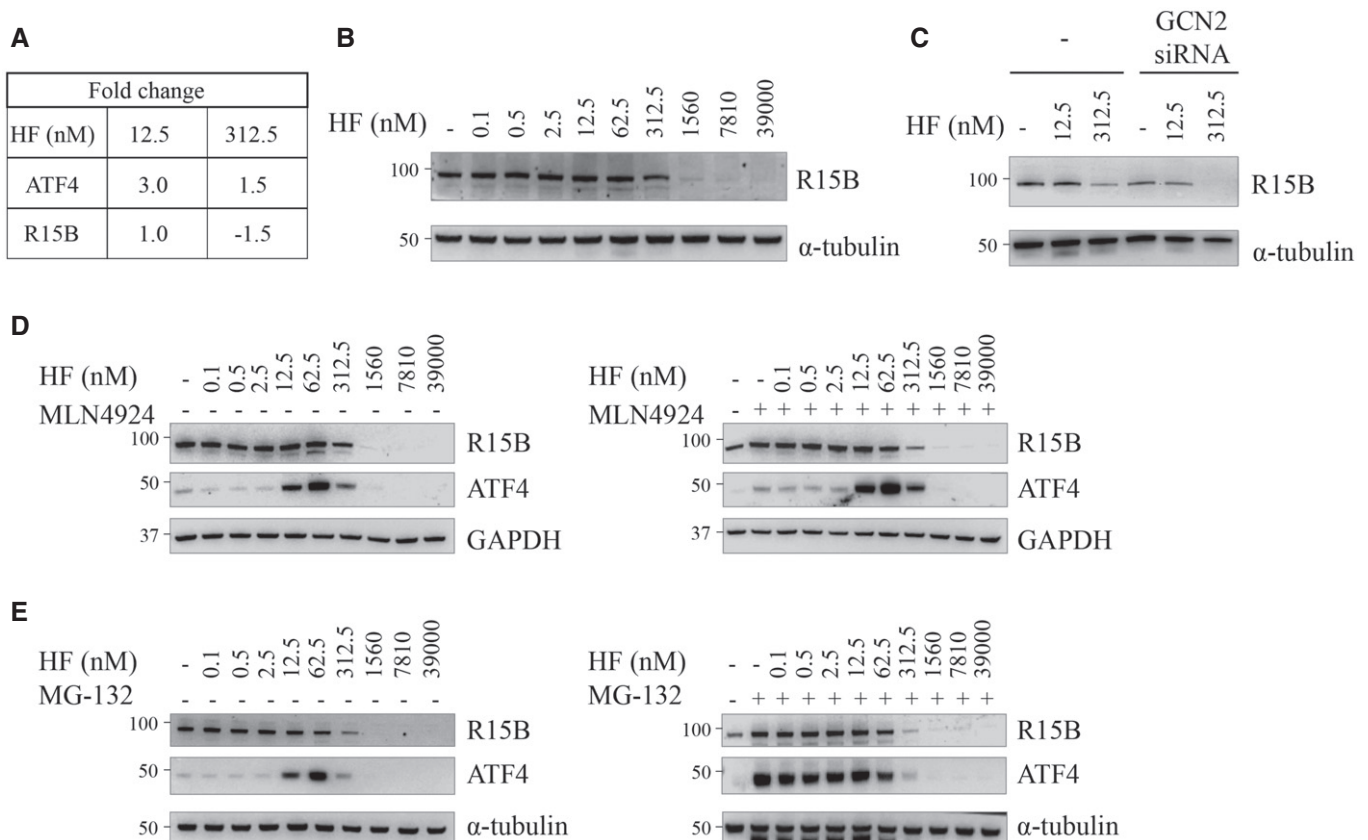 A
Fold change
HF (nM) 12.5 312.5
ATF4 3.0 1.5
R15B 1.0 -1.5
B
HF (nM) - 0.1 0.5 2.5 12.5 62.5 312.5 1560 7810 39000
100 R15B
50 α-tubulin
C
- GCN2
siRNA
HF (nM) - 12.5 312.5 - 12.5 312.5
100 R15B
50 α-tubulin
D
HF (nM) - 0.1 0.5 2.5 12.5 62.5 312.5 1560 7810 39000
MLN4924 - - - - - - - - - -
100 R15B
50 ATF4
37 GAPDH
HF (nM) - - 0.1 0.5 2.5 12.5 62.5 312.5 1560 7810 39000
MLN4924 - + + + + + + + + + +
100 R15B
50 ATF4
37 GAPDH
E
HF (nM) - 0.1 0.5 2.5 12.5 62.5 312.5 1560 7810 39000
MG-132 - - - - - - - - - -
100 R15B
50 ATF4
50 α-tubulin
HF (nM) - - 0.1 0.5 2.5 12.5 62.5 312.5 1560 7810 39000
MG-132 - + + + + + + + + + +
100 R15B
50 ATF4
50 α-tubulin